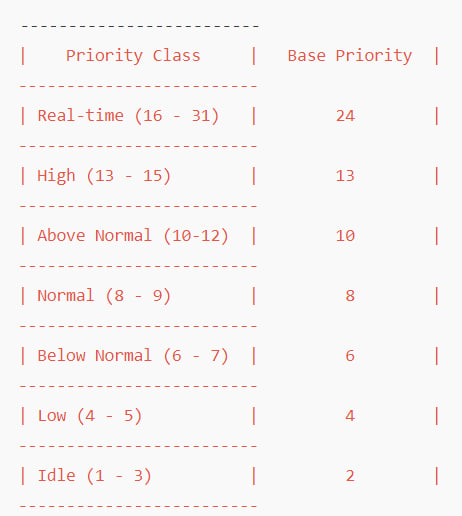 -------------------------
|    Priority Class     |   Base Priority  |
-------------------------
| Real-time (16 - 31)   |        24        |
-------------------------
| High (13 - 15)        |        13        |
-------------------------
| Above Normal (10-12)  |        10        |
-------------------------
| Normal (8 - 9)        |         8        |
-------------------------
| Below Normal (6 - 7)  |         6        |
-------------------------
| Low (4 - 5)           |         4        |
-------------------------
| Idle (1 - 3)          |         2        |
-------------------------